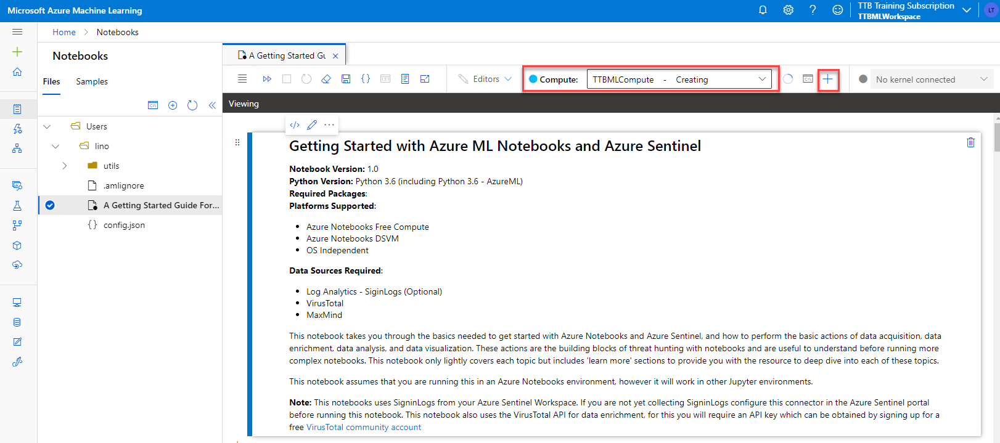 Microsoft Azure Machine Learning
TTB Training Subscription
TTBMLWorkspace
LT
Home > Notebooks
Notebooks
Files Samples
Users
lino
utils
.amlignore
A Getting Started Guide For...
config.json
A Getting Started Gu
Editors
Compute: TTBMLCompute - Creating
No kernel connected
Viewing
Getting Started with Azure ML Notebooks and Azure Sentinel
Notebook Version: 1.0
Python Version: Python 3.6 (including Python 3.6 - AzureML)
Required Packages:
Platforms Supported:
• Azure Notebooks Free Compute
• Azure Notebooks DSVM
• OS Independent
Data Sources Required:
• Log Analytics - SiginLogs (Optional)
• VirusTotal
• MaxMind
This notebook takes you through the basics needed to get started with Azure Notebooks and Azure Sentinel, and how to perform the basic actions of data acquisition, data
enrichment, data analysis, and data visualization. These actions are the building blocks of threat hunting with notebooks and are useful to understand before running more
complex notebooks. This notebook only lightly covers each topic but includes 'learn more' sections to provide you with the resource to deep dive into each of these topics.
This notebook assumes that you are running this in an Azure Notebooks environment, however it will work in other Jupyter environments.
Note: This notebooks uses SigninLogs from your Azure Sentinel Workspace. If you are not yet collecting SigninLogs configure this connector in the Azure Sentinel portal
before running this notebook. This notebook also uses the VirusTotal API for data enrichment, for this you will require an API key which can be obtained by signing up for a
free VirusTotal community account